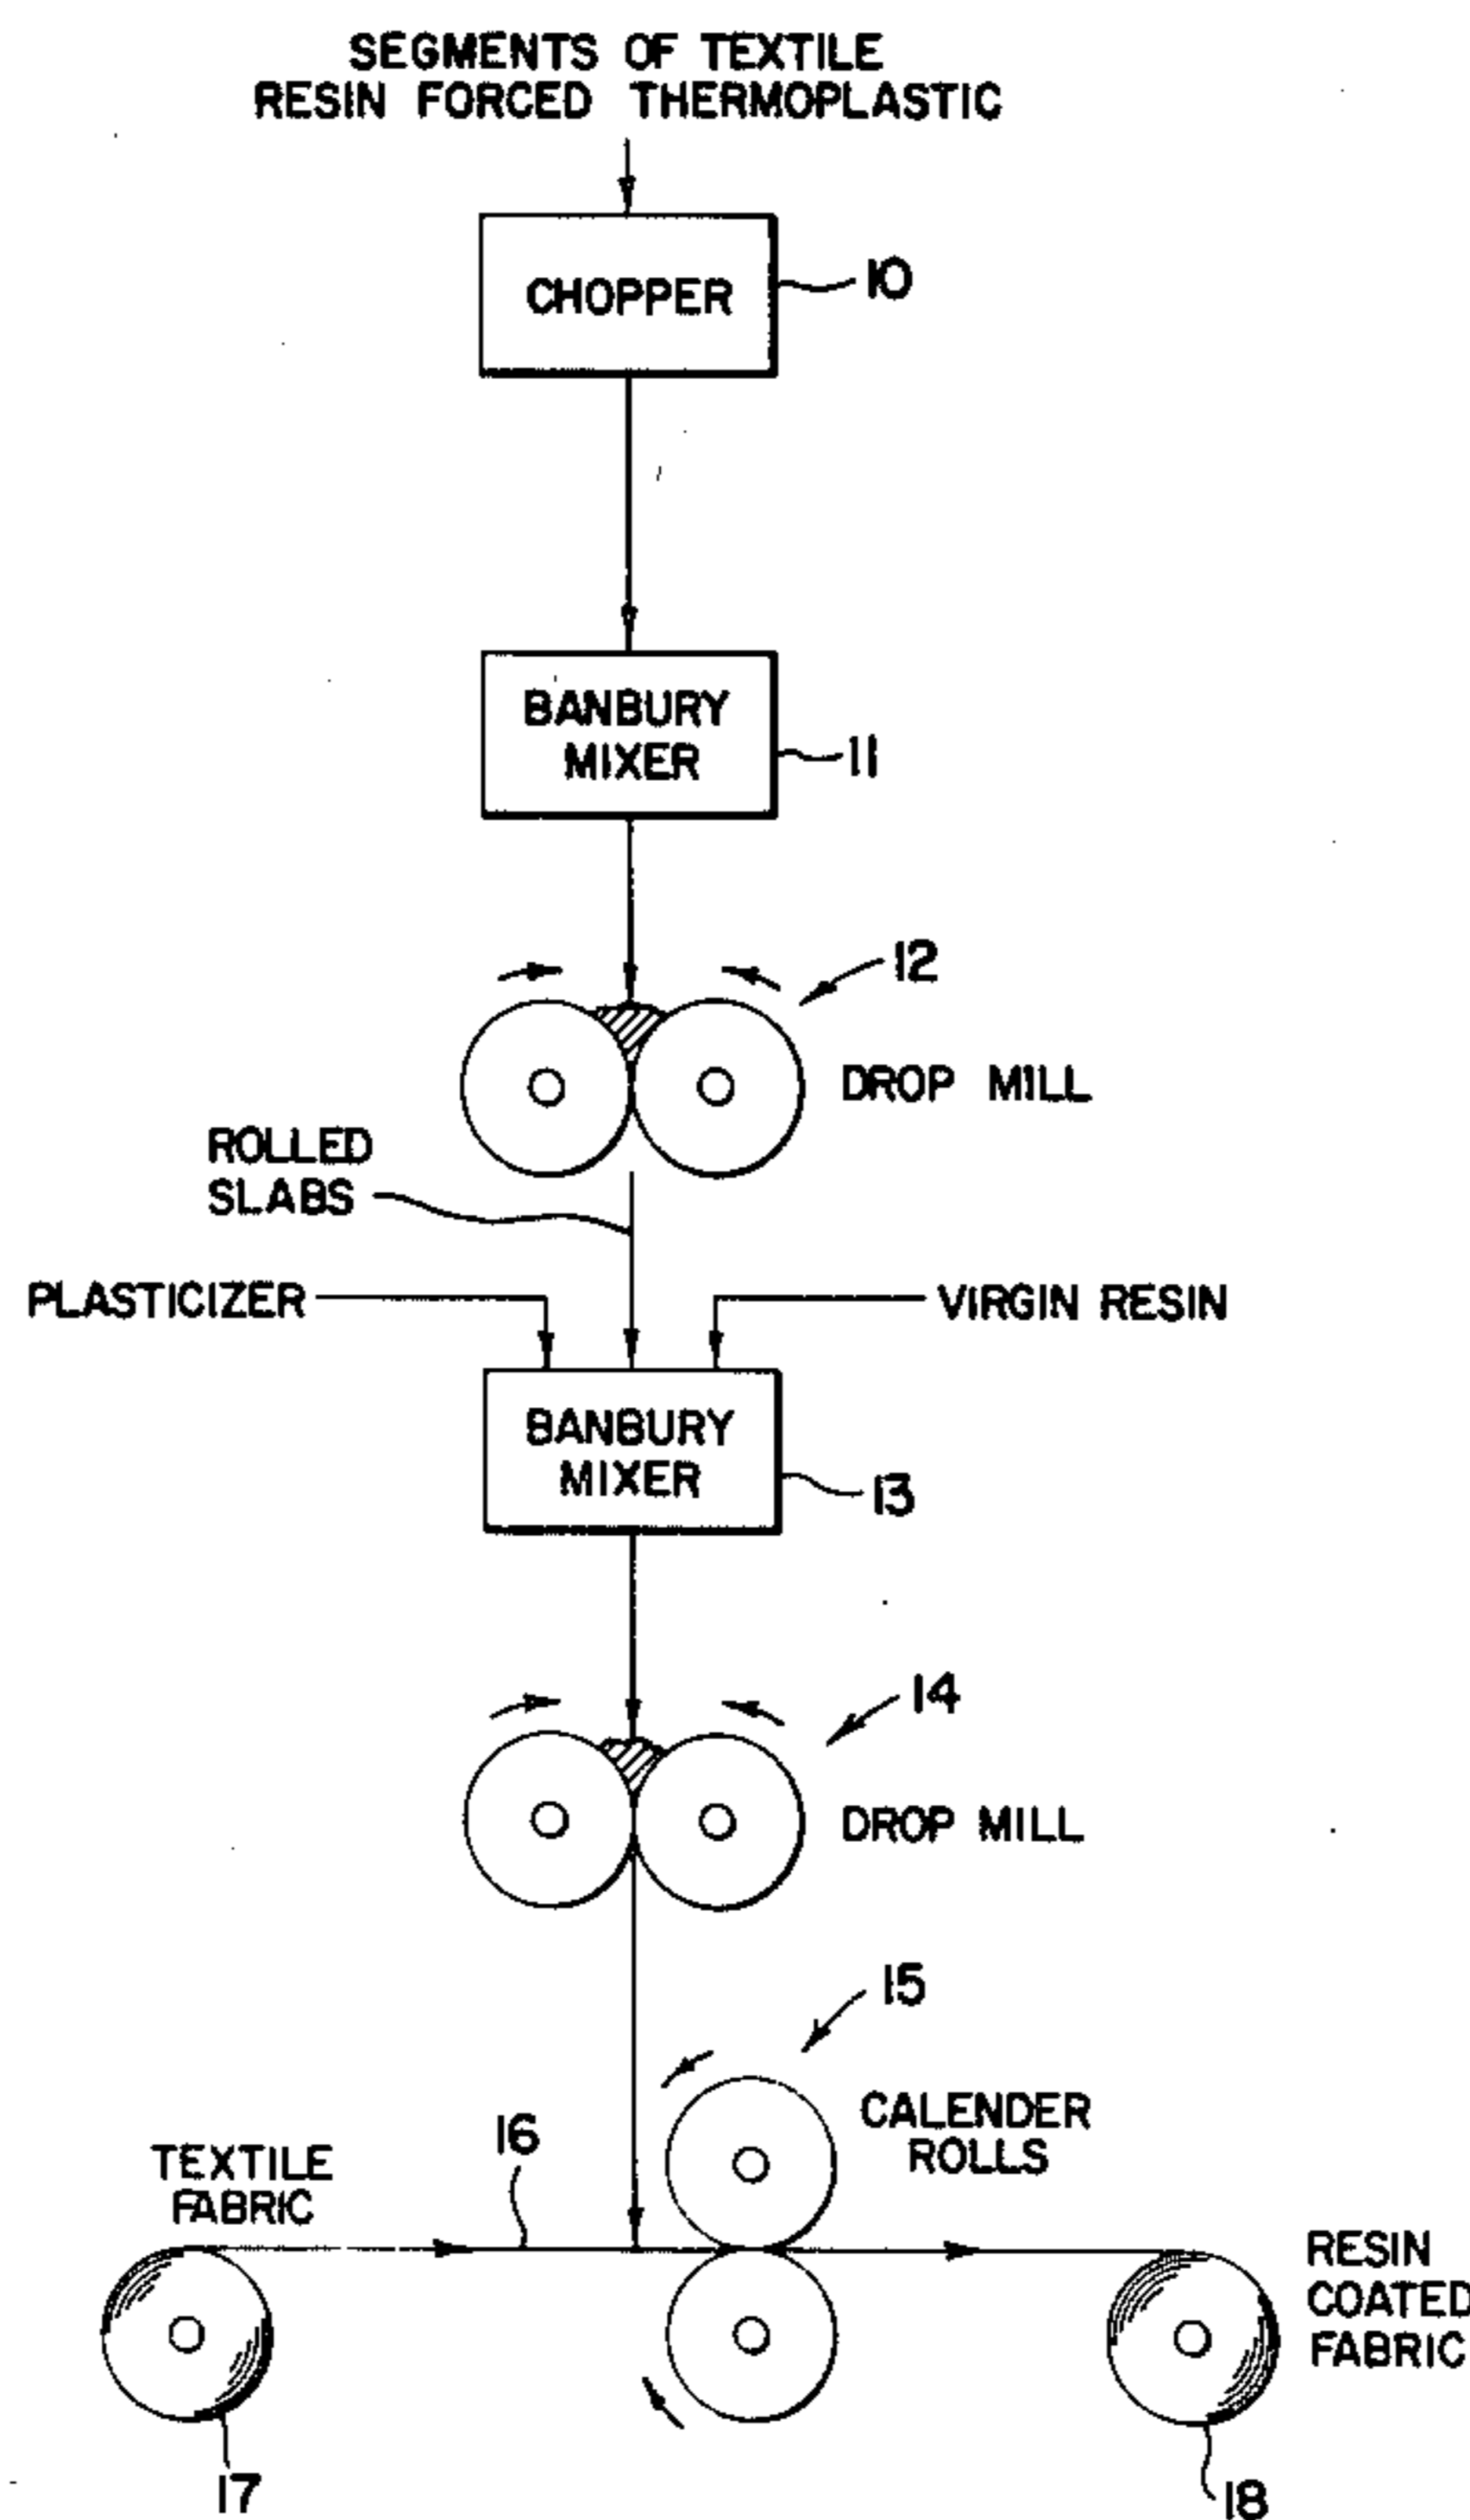 SEGMENTS OF TEXTILE
RESIN FORCED THERMOPLASTIC
CHOPPER
10
BANBURY
MIXER
11
12
DROP MILL
ROLLED
SLABS
PLASTICIZER
VIRGIN RESIN
BANBURY
MIXER
13
14
DROP MILL
15
CALENDER
ROLLS
16
TEXTILE
FABRIC
RESIN
COATED
FABRIC
17
18